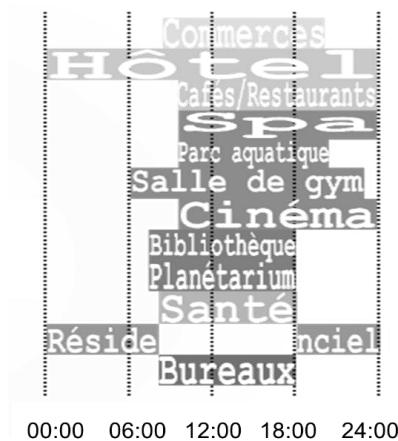 Commerces
Hôtel
Cafés/Restaurants
Spa
Parc aquatique
Salle de gym
Cinéma
Bibliothèque
Planétarium
Santé
Réside nciel
Bureaux
00:00 06:00 12:00 18:00 24:00